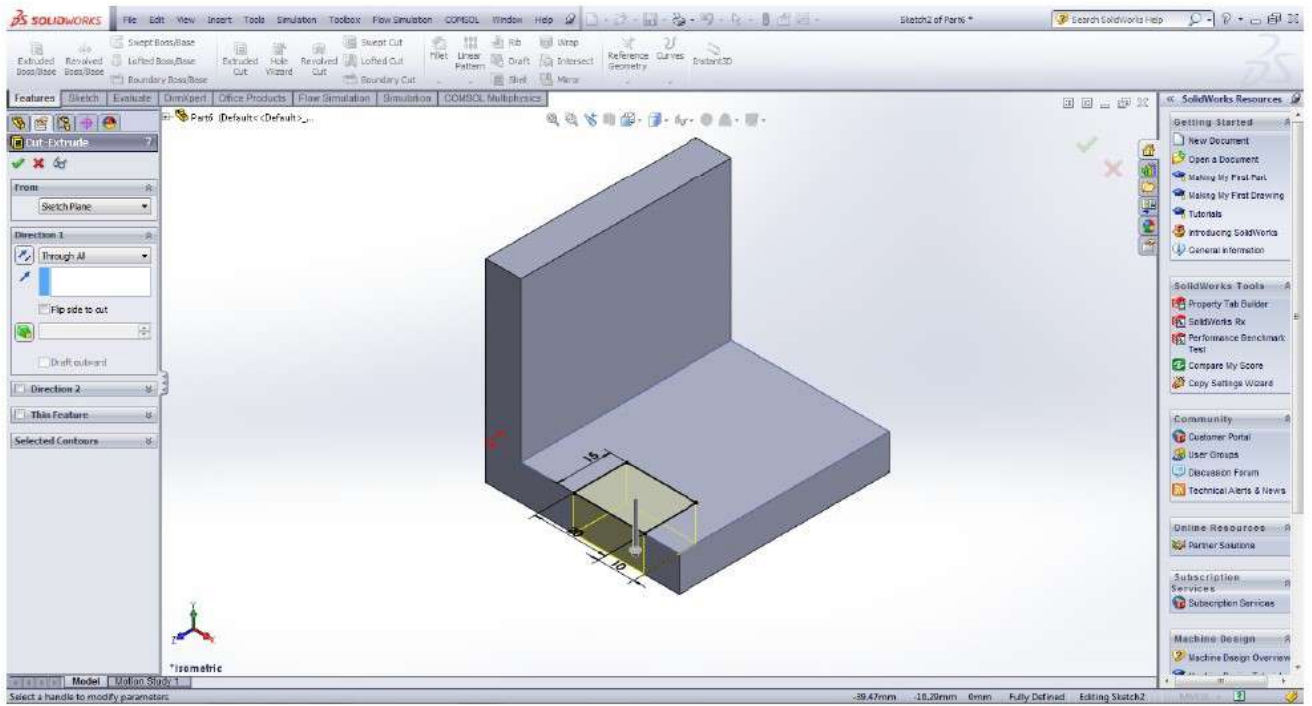 SOLIDWORKS File Edit View Insert Tools Simulation Toolbox Flow Simulation COMSOL Window Help Sketch2 of Part6 * Search SolidWorks Help
Extruded Boss/Base
Revolved Boss/Base
Swept Boss/Base
Lofted Boss/Base
Boundary Boss/Base
Extruded Cut
Hole Wizard
Revolved Cut
Swept Cut
Lofted Cut
Boundary Cut
Fillet
Linear Pattern
Rib
Draft
Shell
Wrap
Intersect
Mirror
Reference Geometry
Curves
Instant3D
Features Sketch Evaluate DimXpert Office Products Flow Simulation Simulation COMSOL Multiphysics
Part6 (Default<<Default>_...
Cut-Extrude ?
From
Sketch Plane
Direction 1
Through All
Flip side to cut
Draft outward
Direction 2
Thin Feature
Selected Contours
15
10
*Isometric
Model Motion Study 1
Select a handle to modify parameters
-39,47mm 0mm Fully Defined Editing Sketch2
SolidWorks Resources
Getting Started
New Document
Open a Document
Making My First Part
Making My First Drawing
Tutorials
Introducing SolidWorks
General Information
SolidWorks Tools
Property Tab Builder
SolidWorks Rx
Performance Benchmark Test
Compare My Score
Copy Settings Wizard
Community
Customer Portal
User Groups
Discussion Forum
Technical Alerts & News
Online Resources
Partner Solutions
Subscription Services
Subscription Services
Machine Design
Machine Design Overview